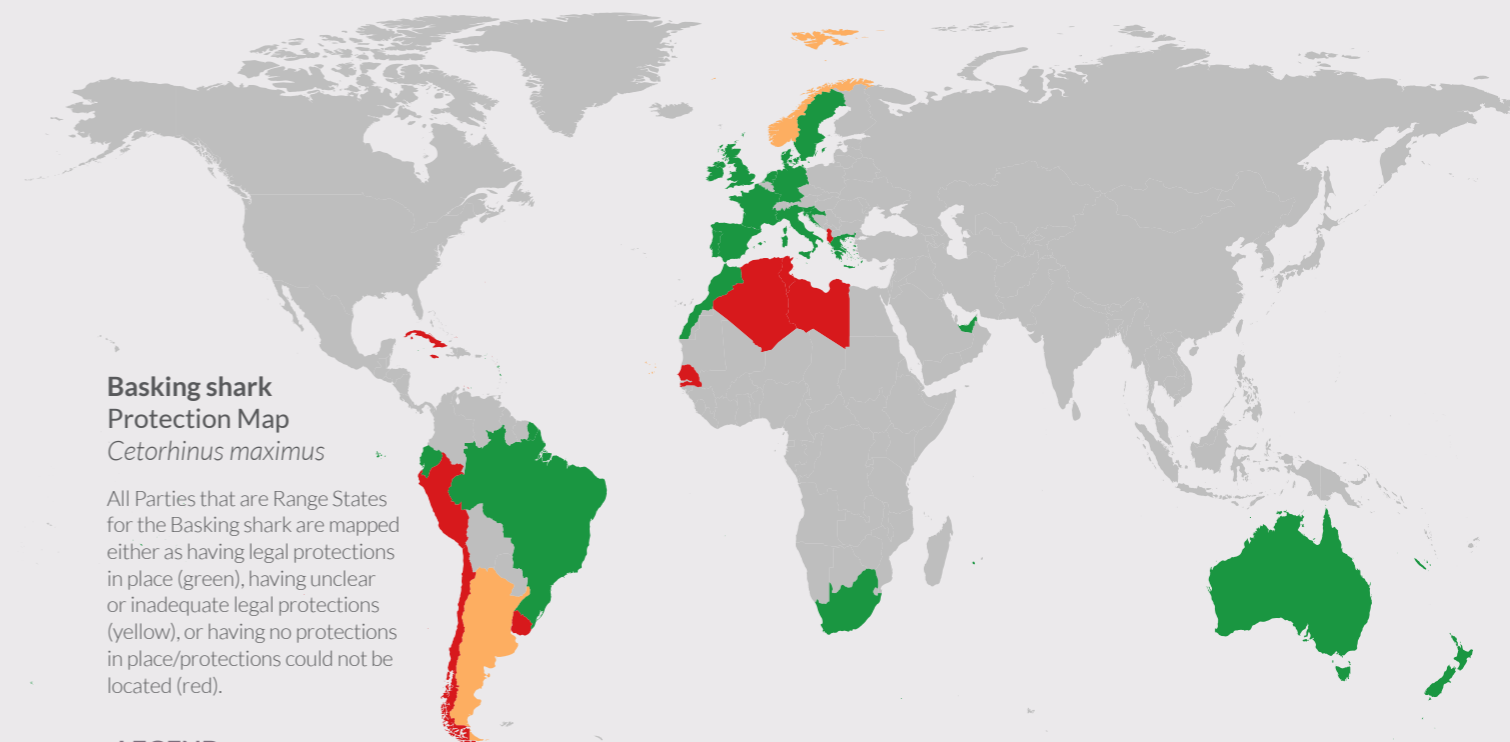 Basking shark
Protection Map
Cetorhinus maximus
All Parties that are Range States
for the Basking shark are mapped
either as having legal protections
in place (green), having unclear
or inadequate legal protections
(yellow), or having no protections
in place/protections could not be
located (red).